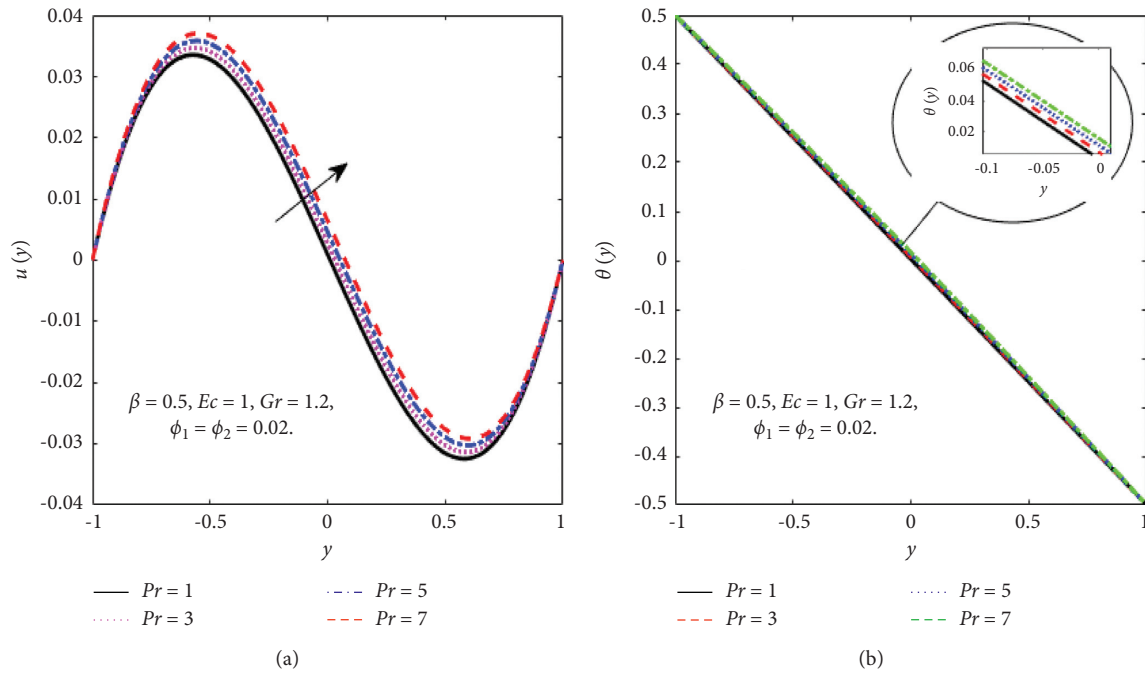 0.04
0.03
0.02
0.01
0
-0.01
-0.02
-0.03
-0.04
u (y)
-1
-0.5
0
0.5
1
y
β = 0.5, Ec = 1, Gr = 1.2,
ϕ1 = ϕ2 = 0.02.
Pr = 1
Pr = 3
Pr = 5
Pr = 7
(a)
0.5
0.4
0.3
0.2
0.1
0
-0.1
-0.2
-0.3
-0.4
-0.5
θ (y)
-1
-0.5
0
0.5
1
y
0.06
0.04
0.02
θ (y)
-0.1
-0.05
0
y
β = 0.5, Ec = 1, Gr = 1.2,
ϕ1 = ϕ2 = 0.02.
Pr = 1
Pr = 3
Pr = 5
Pr = 7
(b)